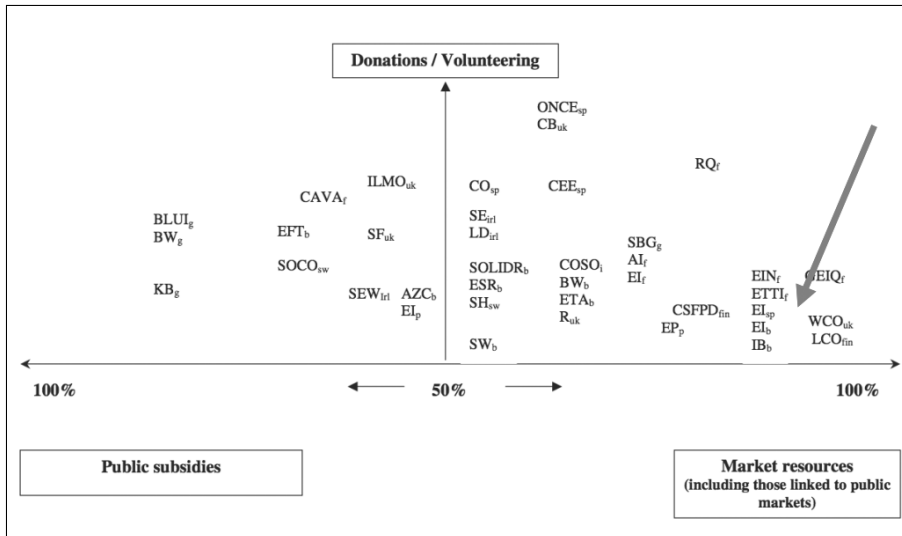 Donations / Volunteering
ONCEsp
CBuk
RQf
ILMOuk
COsp
CEEsp
CAVAf
SEirl
LDirl
BLUIg
BWg
EFTb
SFuk
SBGg
AIf
EIf
SOCOsw
SOLIDRb
ESRb
SHsw
COSOi
BWb
ETAb
Ruk
EINf
ETTIf
EIsp
EIb
IBb
GEIQf
KBg
SEWIrl
AZCb
EIp
CSFPDfin
EPp
WCOuk
LCOfin
SWb
100%
50%
100%
Public subsidies
Market resources
(including those linked to public
markets)